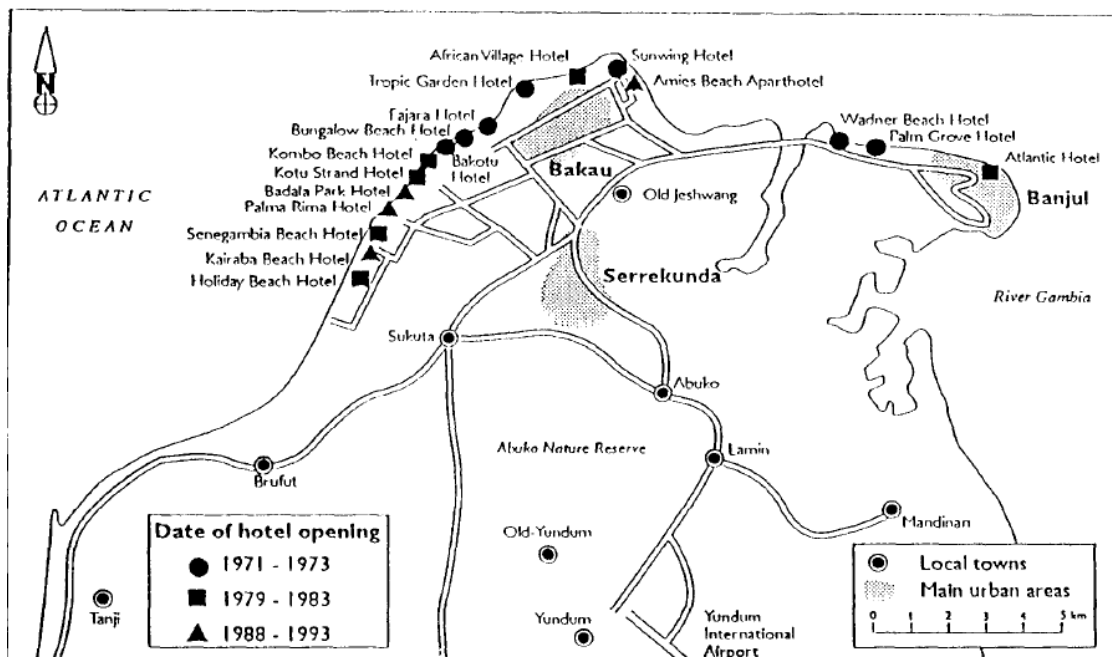 African Village Hotel
Sunwing Hotel
Tropic Garden Hotel
Amies Beach Aparthotel
N
Fajara Hotel
Bungalow Beach Hotel
Wadner Beach Hotel
Palm Grove Hotel
Kombo Beach Hotel
Bakotu
Hotel
Atlantic Hotel
Kotu Strand Hotel
Bakau
Badala Park Hotel
Old Jeshwang
Banjul
ATLANTIC
OCEAN
Palma Rima Hotel
Senegambia Beach Hotel
Kairaba Beach Hotel
Serrekunda
Holiday Beach Hotel
River Gambia
Sukuta
Abuko
Abuko Nature Reserve
Lamin
Brufut
Mandinan
Old-Yundum
Tanji
Yundum
Yundum
International
Airport
Date of hotel opening
1971 - 1973
1979 - 1983
1988 - 1993
Local towns
Main urban areas
0 1 2 3 4 5 km